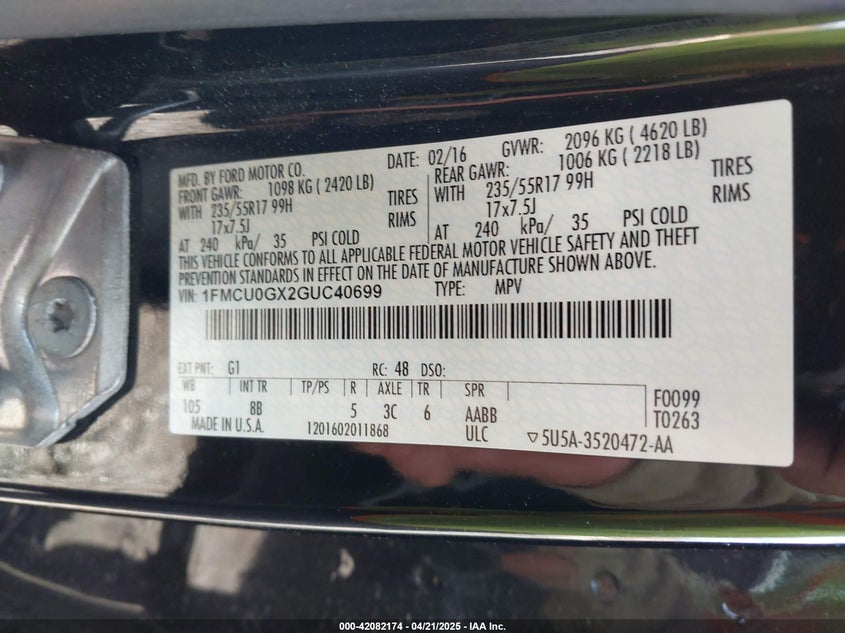 MFD. BY FORD MOTOR CO. DATE: 02/16 GVWR: 2096 KG ( 4620 LB)
FRONT GAWR: 1098 KG ( 2420 LB) REAR GAWR: 1006 KG ( 2218 LB)
WITH 235/55R17 99H TIRES WITH 235/55R17 99H TIRES
17x7.5J RIMS 17x7.5J RIMS
AT 240 kPa/ 35 PSI COLD AT 240 kPa/ 35 PSI COLD
THIS VEHICLE CONFORMS TO ALL APPLICABLE FEDERAL MOTOR VEHICLE SAFETY AND THEFT
PREVENTION STANDARDS IN EFFECT ON THE DATE OF MANUFACTURE SHOWN ABOVE.
VIN: 1FMCU0GX2GUC40699 TYPE: MPV
EXT PNT: G1 RC: 48 DSO:
WB INT TR TP/PS R AXLE TR SPR
105 8B 5 3C 6 AABB F0099
MADE IN U.S.A. 1201602011868 ULC ▽5U5A-3520472-AA T0263
000-42082174 - 04/21/2025 - IAA Inc.